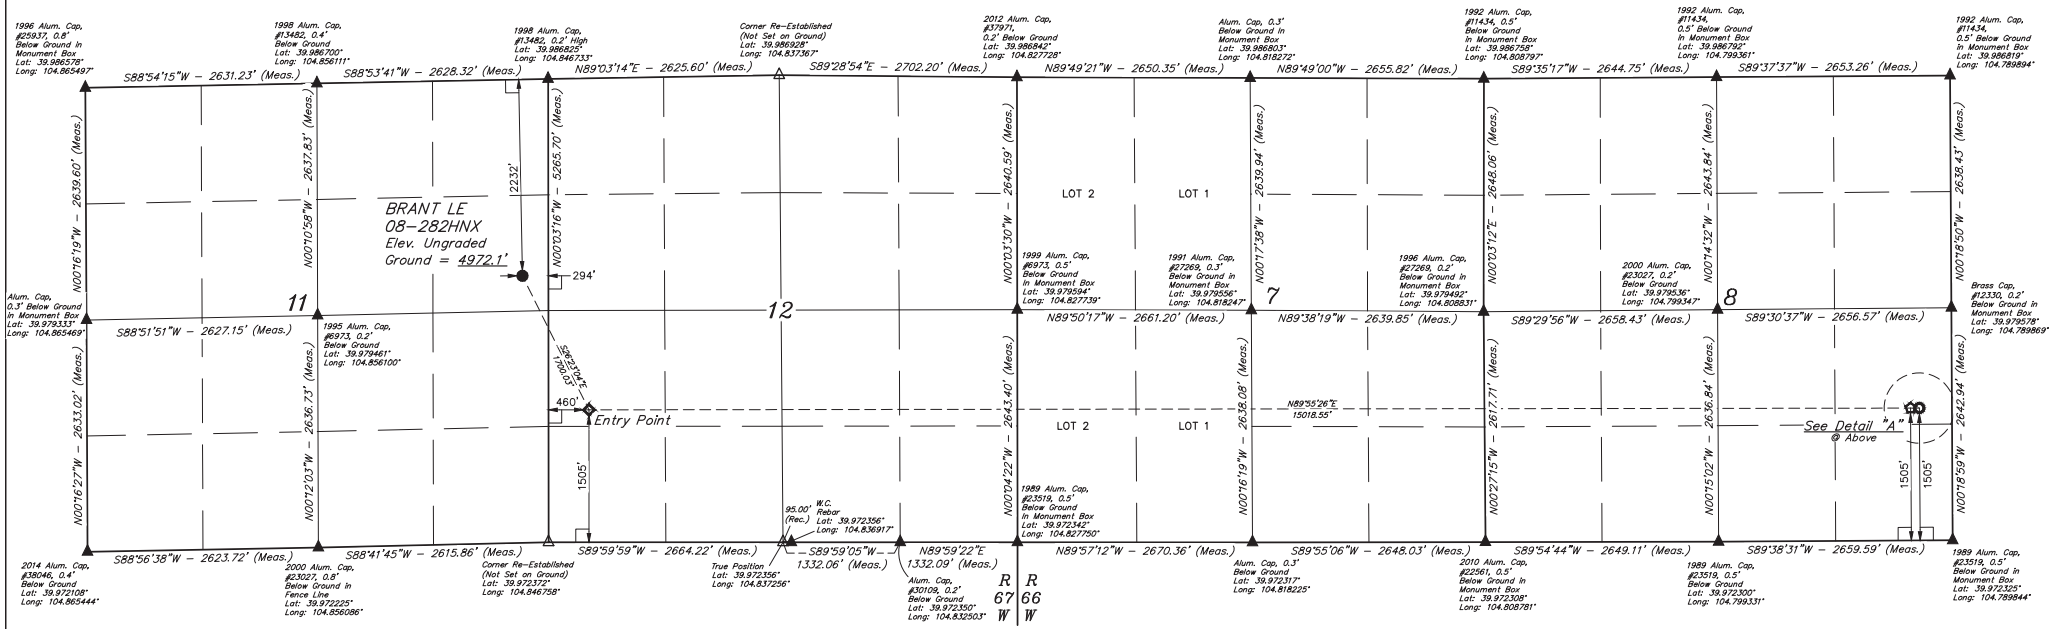 1996 Alum. Cap,
#25937, 0.8'
Below Ground in
Monument Box
Lat: 39.986578°
Long: 104.865497°
1998 Alum. Cap,
#13482, 0.4'
Below Ground
Lat: 39.986700°
Long: 104.856111°
1998 Alum. Cap,
#13482, 0.2' High
Lat: 39.986825°
Long: 104.846733°
Corner Re-Established
(Not Set on Ground)
Lat: 39.986928°
Long: 104.837367°
2012 Alum. Cap,
#37971,
0.2' Below Ground
Lat: 39.986842°
Long: 104.827728°
Alum. Cap, 0.3'
Below Ground in
Monument Box
Lat: 39.986803°
Long: 104.818272°
1992 Alum. Cap,
#11434, 0.5'
Below Ground in
Monument Box
Lat: 39.986758°
Long: 104.808797°
1992 Alum. Cap,
#11434,
0.5' Below Ground
in Monument Box
Lat: 39.986792°
Long: 104.799361°
1992 Alum. Cap,
#11434,
0.5' Below Ground
in Monument Box
Lat: 39.986819°
Long: 104.789894°
S88°54'15"W - 2631.23' (Meas.)
S88°53'41"W - 2628.32' (Meas.)
N89°03'14"E - 2625.60' (Meas.)
S89°28'54"E - 2702.20' (Meas.)
N89°49'21"W - 2650.35' (Meas.)
N89°49'00"W - 2655.82' (Meas.)
S89°35'17"W - 2644.75' (Meas.)
S89°37'37"W - 2653.26' (Meas.)
N00°16'19"W - 2639.60' (Meas.)
N00°10'58"W - 2637.83' (Meas.)
2232'
N00°03'16"W - 5265.70' (Meas.)
N00°03'30"W - 2640.59' (Meas.)
N00°17'38"W - 2639.94' (Meas.)
N00°03'12"E - 2648.06' (Meas.)
N00°14'32"W - 2643.84' (Meas.)
N00°18'50"W - 2638.43' (Meas.)
LOT 2
LOT 1
BRANT LE
08-282HNX
Elev. Ungraded
Ground = 4972.1'
294'
1999 Alum. Cap,
#6973, 0.5'
Below Ground
in Monument Box
Lat: 39.979594°
Long: 104.827739°
1991 Alum. Cap,
#27269, 0.3'
Below Ground in
Monument Box
Lat: 39.979556°
Long: 104.818247°
1996 Alum. Cap,
#27269, 0.2'
Below Ground in
Monument Box
Lat: 39.979492°
Long: 104.808831°
2000 Alum. Cap,
#23027, 0.2'
Below Ground
Lat: 39.979536°
Long: 104.799347°
Brass Cap,
#12330, 0.2'
Below Ground in
Monument Box
Lat: 39.979578°
Long: 104.789869°
Alum. Cap,
0.3' Below Ground
in Monument Box
Lat: 39.979333°
Long: 104.865469°
11
12
7
8
S88°51'51"W - 2627.15' (Meas.)
1995 Alum. Cap,
#6973, 0.2'
Below Ground
Lat: 39.979461°
Long: 104.856100°
N89°50'17"W - 2661.20' (Meas.)
N89°38'19"W - 2639.85' (Meas.)
S89°29'56"W - 2658.43' (Meas.)
S89°30'37"W - 2656.57' (Meas.)
S26°23'04"E
1700.03'
460'
Entry Point
1505'
N89°55'26"E
15018.55'
LOT 2
LOT 1
See Detail "A"
@ Above
1505'
1505'
N00°16'27"W - 2633.02' (Meas.)
N00°12'03"W - 2636.73' (Meas.)
N00°04'22"W - 2643.40' (Meas.)
N00°16'19"W - 2638.08' (Meas.)
N00°27'15"W - 2617.71' (Meas.)
N00°15'02"W - 2636.84' (Meas.)
N00°18'59"W - 2642.94' (Meas.)
95.00'
(Rec.)
W.C.
Rebar
Lat: 39.972356°
Long: 104.836917°
1989 Alum. Cap,
#23519, 0.5'
Below Ground
in Monument Box
Lat: 39.972342°
Long: 104.827750°
S88°56'38"W - 2623.72' (Meas.)
S88°41'45"W - 2615.86' (Meas.)
S89°59'59"W - 2664.22' (Meas.)
S89°59'05"W
1332.06' (Meas.)
N89°59'22"E
1332.09' (Meas.)
N89°57'12"W - 2670.36' (Meas.)
S89°55'06"W - 2648.03' (Meas.)
S89°54'44"W - 2649.11' (Meas.)
S89°38'31"W - 2659.59' (Meas.)
2014 Alum. Cap,
#38046, 0.4'
Below Ground
Lat: 39.972108°
Long: 104.865444°
2000 Alum. Cap,
#23027, 0.8'
Below Ground in
Fence Line
Lat: 39.972225°
Long: 104.856086°
Corner Re-Established
(Not Set on Ground)
Lat: 39.972372°
Long: 104.846758°
True Position
Lat: 39.972356°
Long: 104.837256°
Alum. Cap,
#30109, 0.2'
Below Ground
Lat: 39.972350°
Long: 104.832503°
R R
67 66
W W
Alum. Cap, 0.3'
Below Ground
Lat: 39.972317°
Long: 104.818225°
2010 Alum. Cap,
#22561, 0.5'
Below Ground in
Monument Box
Lat: 39.972308°
Long: 104.808781°
1989 Alum. Cap,
#23519, 0.5'
Below Ground
Lat: 39.972300°
Long: 104.799331°
1989 Alum. Cap,
#23519, 0.5'
Below Ground in
Monument Box
Lat: 39.972325°
Long: 104.789844°